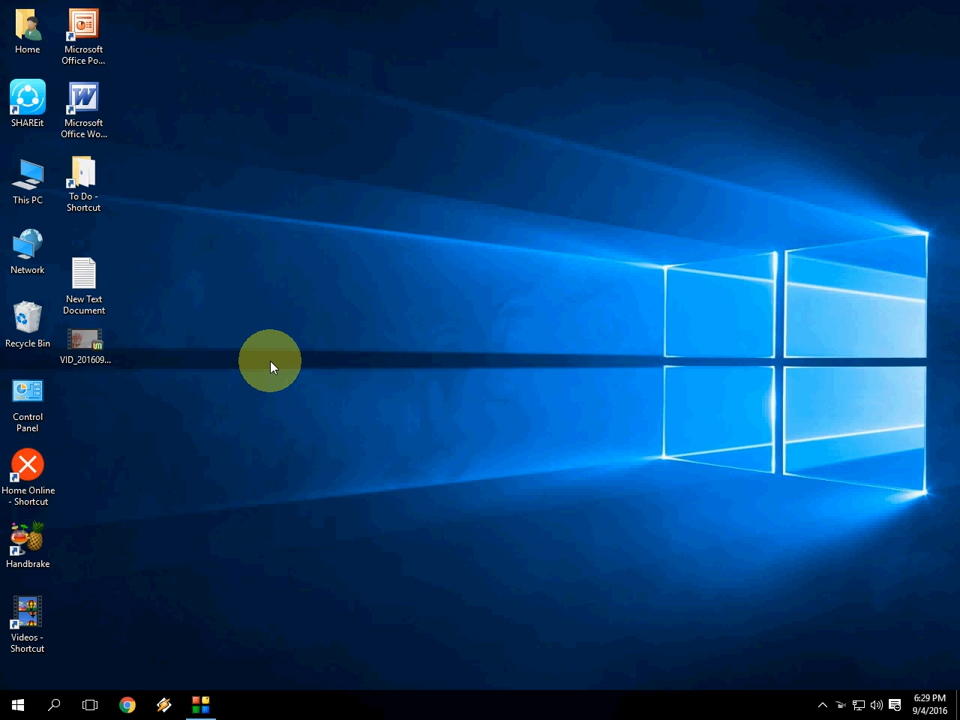 Home
Microsoft
Office Po...
SHAREit
Microsoft
Office Wo...
This PC
To Do -
Shortcut
Network
New Text
Document
Recycle Bin
VID_201609...
Control
Panel
Home Online
- Shortcut
Handbrake
Videos -
Shortcut
6:29 PM
9/4/2016